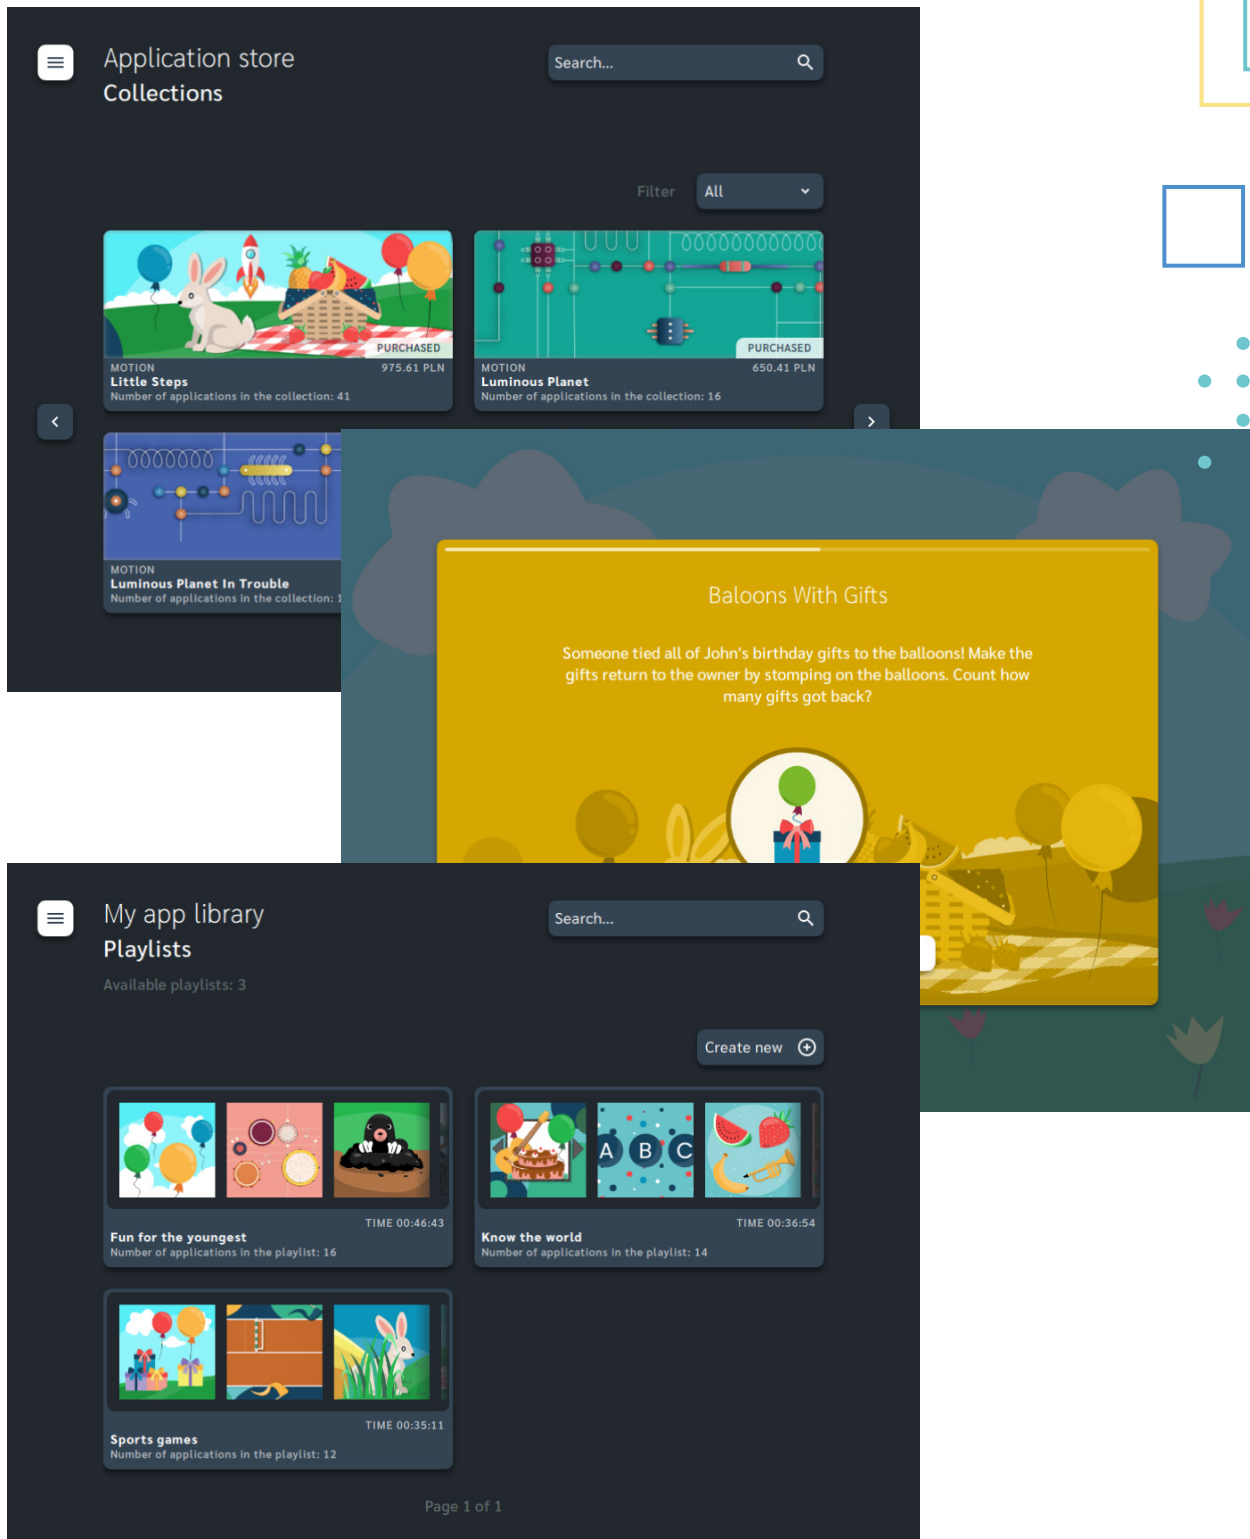 Application store
Collections
Search...
Filter
All
PURCHASED
MOTION
975.61 PLN
Little Steps
Number of applications in the collection: 41
PURCHASED
MOTION
650.41 PLN
Luminous Planet
Number of applications in the collection: 16
MOTION
Luminous Planet In Trouble
Number of applications in the collection:
Baloons With Gifts
Someone tied all of John's birthday gifts to the balloons! Make the
gifts return to the owner by stomping on the balloons. Count how
many gifts got back?
My app library
Playlists
Search...
Available playlists: 3
Create new
TIME 00:46:43
Fun for the youngest
Number of applications in the playlist: 16
A B C
TIME 00:36:54
Know the world
Number of applications in the playlist: 14
TIME 00:35:11
Sports games
Number of applications in the playlist: 12
Page 1 of 1